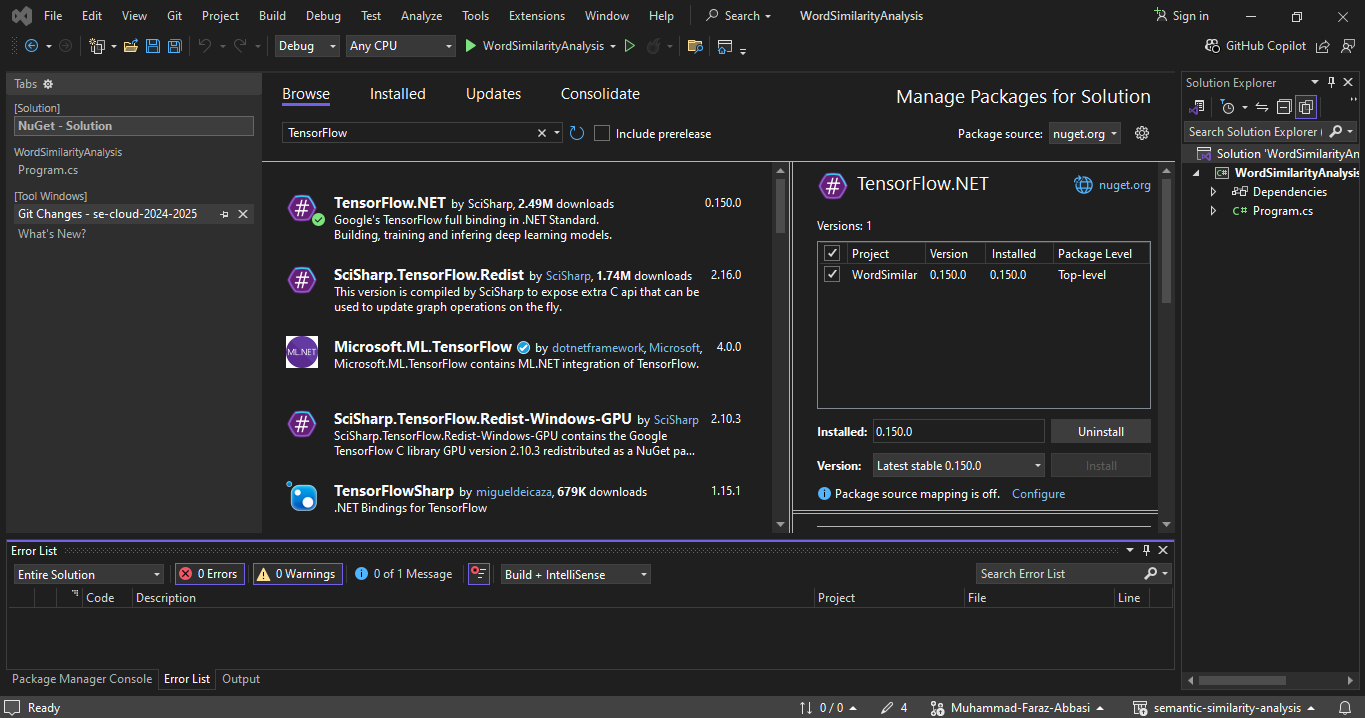 File Edit View Git Project Build Debug Test Analyze Tools Extensions Window Help Search WordSimilarityAnalysis Sign in
Debug Any CPU WordSimilarityAnalysis GitHub Copilot
Tabs
[Solution]
NuGet - Solution
WordSimilarityAnalysis
Program.cs
[Tool Windows]
Git Changes - se-cloud-2024-2025
What's New?
Browse Installed Updates Consolidate
Manage Packages for Solution
TensorFlow
Include prerelease
Package source: nuget.org
TensorFlow.NET by SciSharp, 2.49M downloads 0.150.0
Google's TensorFlow full binding in .NET Standard.
Building, training and infering deep learning models.
SciSharp.TensorFlow.Redist by SciSharp, 1.74M downloads 2.16.0
This version is compiled by SciSharp to expose extra C api that can be
used to update graph operations on the fly.
ML.NET
Microsoft.ML.TensorFlow by dotnetframework, Microsoft, 4.0.0
Microsoft.ML.TensorFlow contains ML.NET integration of TensorFlow.
SciSharp.TensorFlow.Redist-Windows-GPU by SciSharp 2.10.3
SciSharp.TensorFlow.Redist-Windows-GPU contains the Google
TensorFlow C library GPU version 2.10.3 redistributed as a NuGet pa...
TensorFlowSharp by migueldeicaza, 679K downloads 1.15.1
.NET Bindings for TensorFlow
TensorFlow.NET
nuget.org
Versions: 1
Project Version Installed Package Level
WordSimilar 0.150.0 0.150.0 Top-level
Installed: 0.150.0 Uninstall
Version: Latest stable 0.150.0 Install
Package source mapping is off. Configure
Solution Explorer
Search Solution Explorer (
Solution 'WordSimilarityAn
C# WordSimilarityAnalysis
Dependencies
C# Program.cs
Error List
Entire Solution 0 Errors 0 Warnings 0 of 1 Message Build + IntelliSense Search Error List
Code Description Project File Line
Package Manager Console Error List Output
Ready 0 / 0 4 Muhammad-Faraz-Abbasi semantic-similarity-analysis